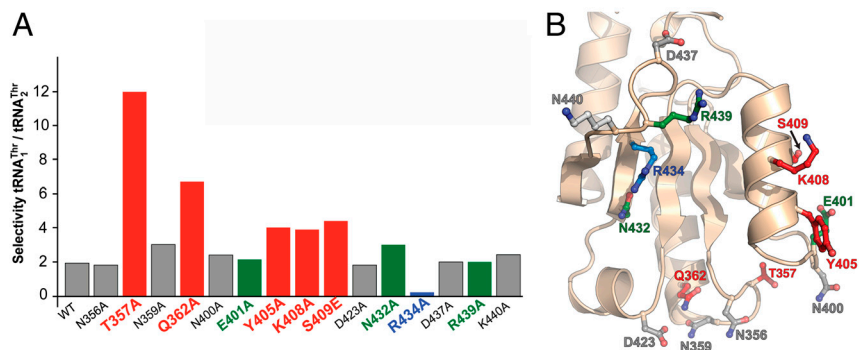 A
Selectivity tRNA₁ᵀʰʳ / tRNA₂ᵀʰʳ
12
10
8
6
4
2
0
WT
N356A
T357A
N359A
Q362A
N400A
E401A
Y405A
K408A
S409E
D423A
N432A
R434A
D437A
R439A
K440A
B
D437
N440
R439
S409
R434
K408
E401
N432
Y405
Q362
T357
N400
D423
N356
N359